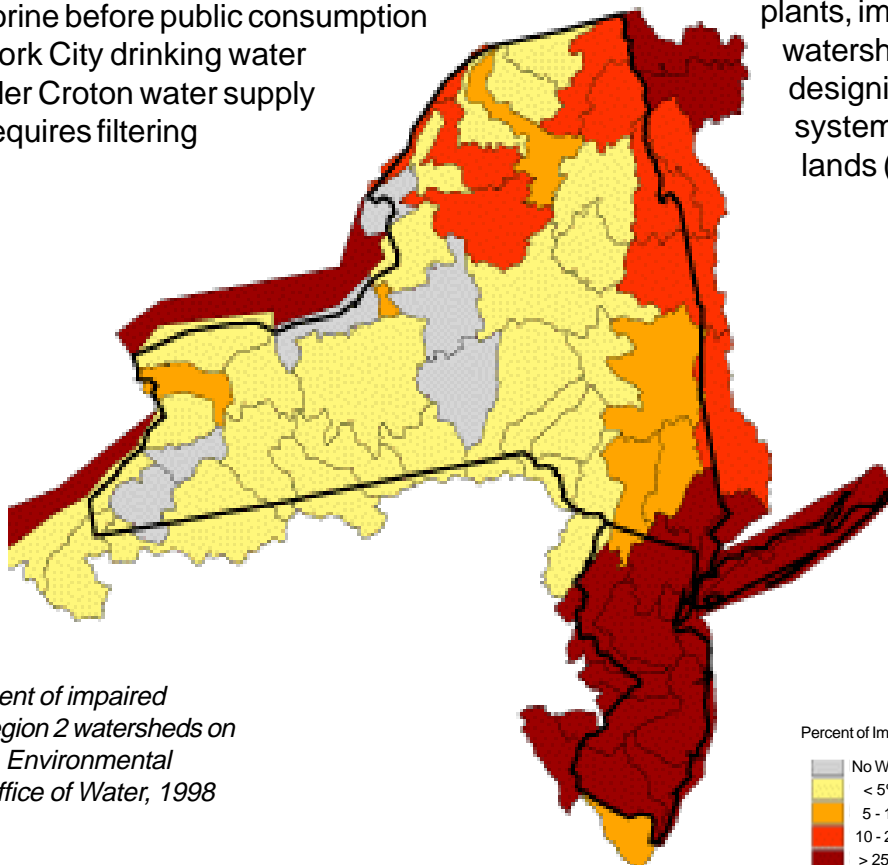 orine before public consumption
ork City drinking water
ler Croton water supply
equires filtering
plants, im
watersh
designi
system
lands (
ent of impaired
egion 2 watersheds on
Environmental
ffice of Water, 1998
Percent of Im
No W
< 5
5 - 1
10 - 2
> 25